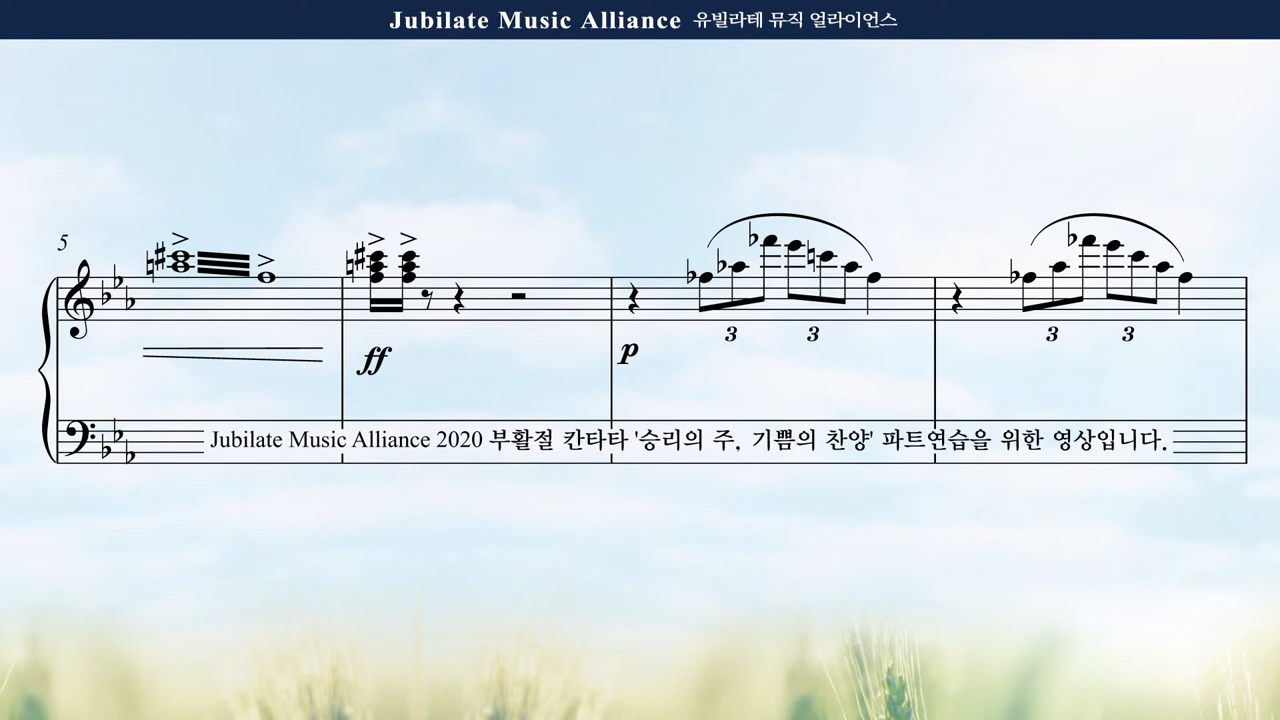 Jubilate Music Alliance 유빌라테 뮤직 얼라이언스
5
ff
p
3 3 3 3
Jubilate Music Alliance 2020 부활절 칸타타 '승리의 주, 기쁨의 찬양' 파트연습을 위한 영상입니다.